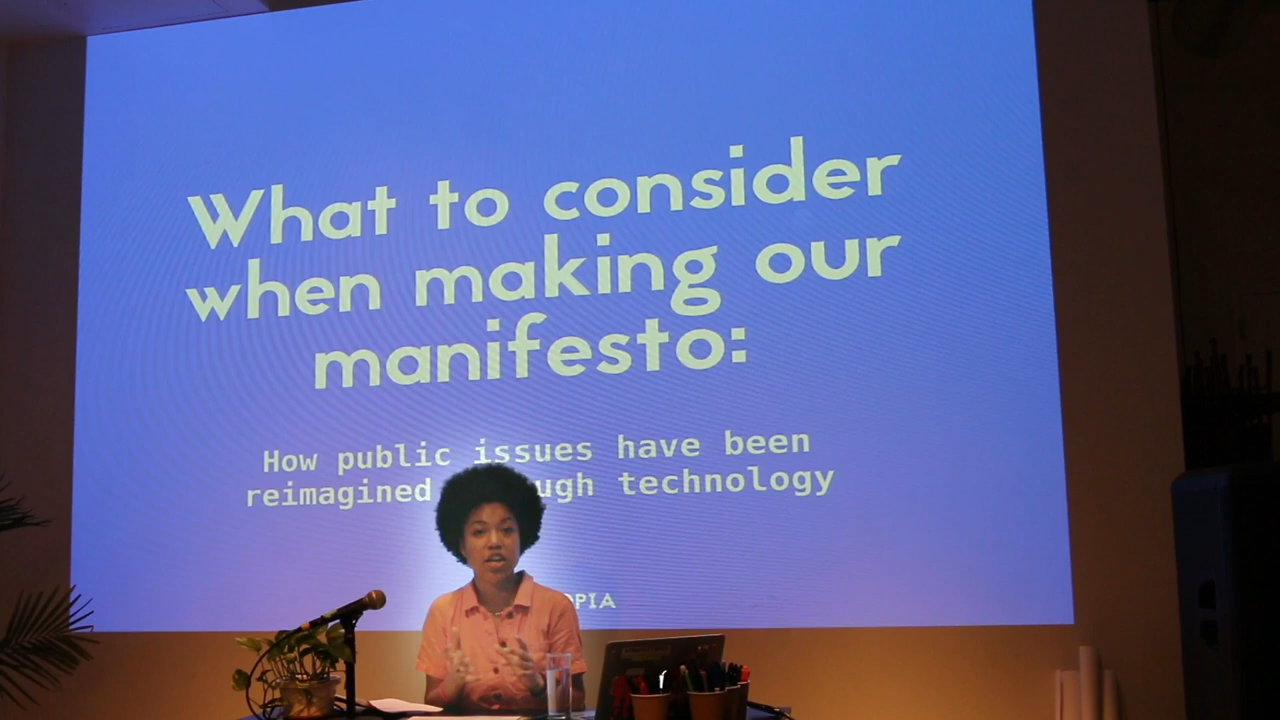 What to consider
when making our
manifesto:
How public issues have been
reimagined technology